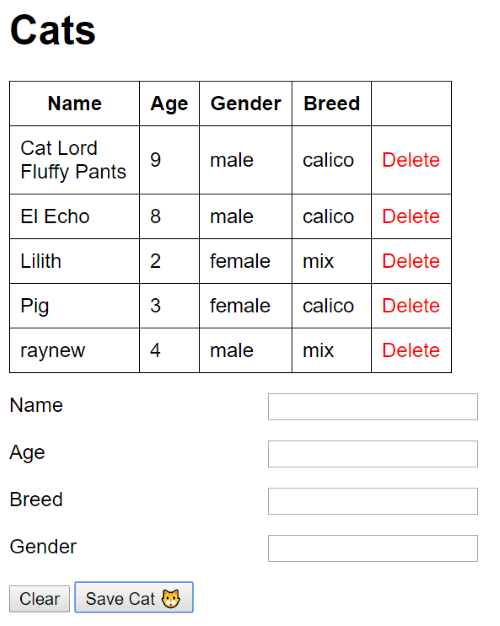 Cats
Name Age Gender Breed
Cat Lord
Fluffy Pants 9 male calico Delete
El Echo 8 male calico Delete
Lilith 2 female mix Delete
Pig 3 female calico Delete
raynew 4 male mix Delete
Name
Age
Breed
Gender
Clear Save Cat 🐱